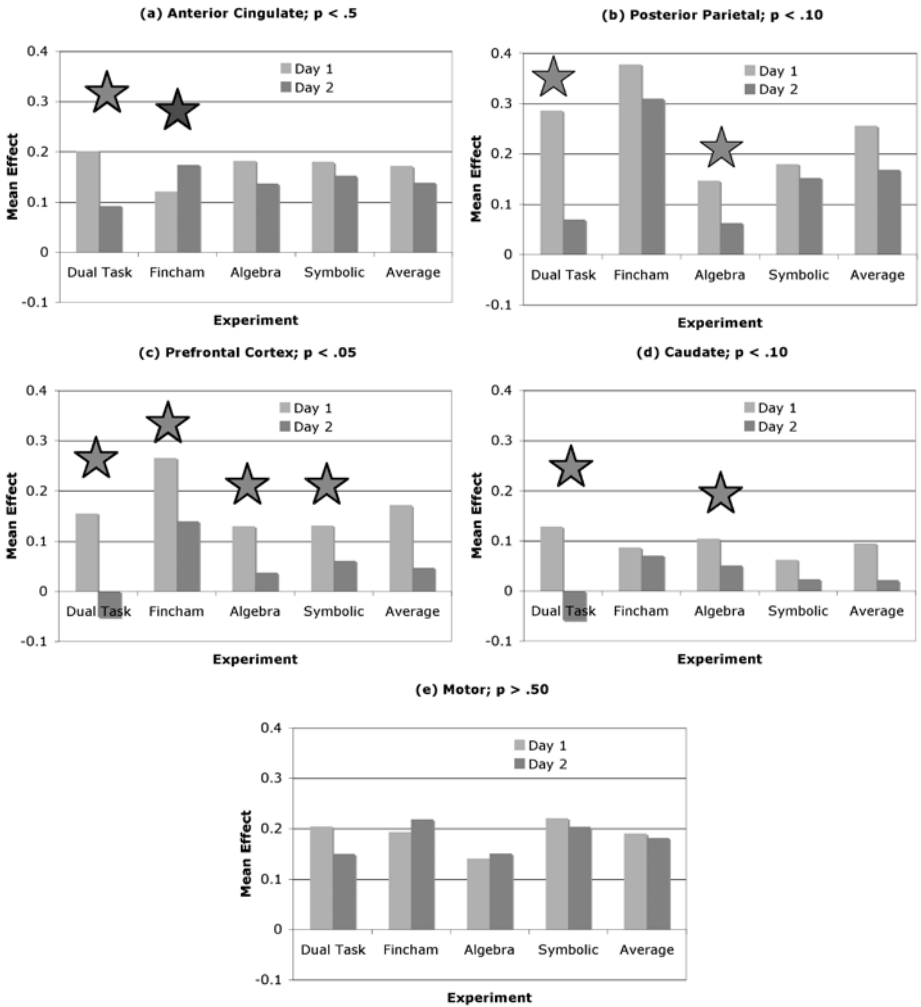 (a) Anterior Cingulate; p < .5
0.4
0.3
0.2
0.1
0
-0.1
Mean Effect
Day 1
Day 2
Dual Task Fincham Algebra Symbolic Average
Experiment
(b) Posterior Parietal; p < .10
0.4
0.3
0.2
0.1
0
-0.1
Mean Effect
Day 1
Day 2
Dual Task Fincham Algebra Symbolic Average
Experiment
(c) Prefrontal Cortex; p < .05
0.4
0.3
0.2
0.1
0
-0.1
Mean Effect
Day 1
Day 2
Dual Task Fincham Algebra Symbolic Average
Experiment
(d) Caudate; p < .10
0.4
0.3
0.2
0.1
0
-0.1
Mean Effect
Day 1
Day 2
Dual Task Fincham Algebra Symbolic Average
Experiment
(e) Motor; p > .50
0.4
0.3
0.2
0.1
0
-0.1
Mean Effect
Day 1
Day 2
Dual Task Fincham Algebra Symbolic Average
Experiment